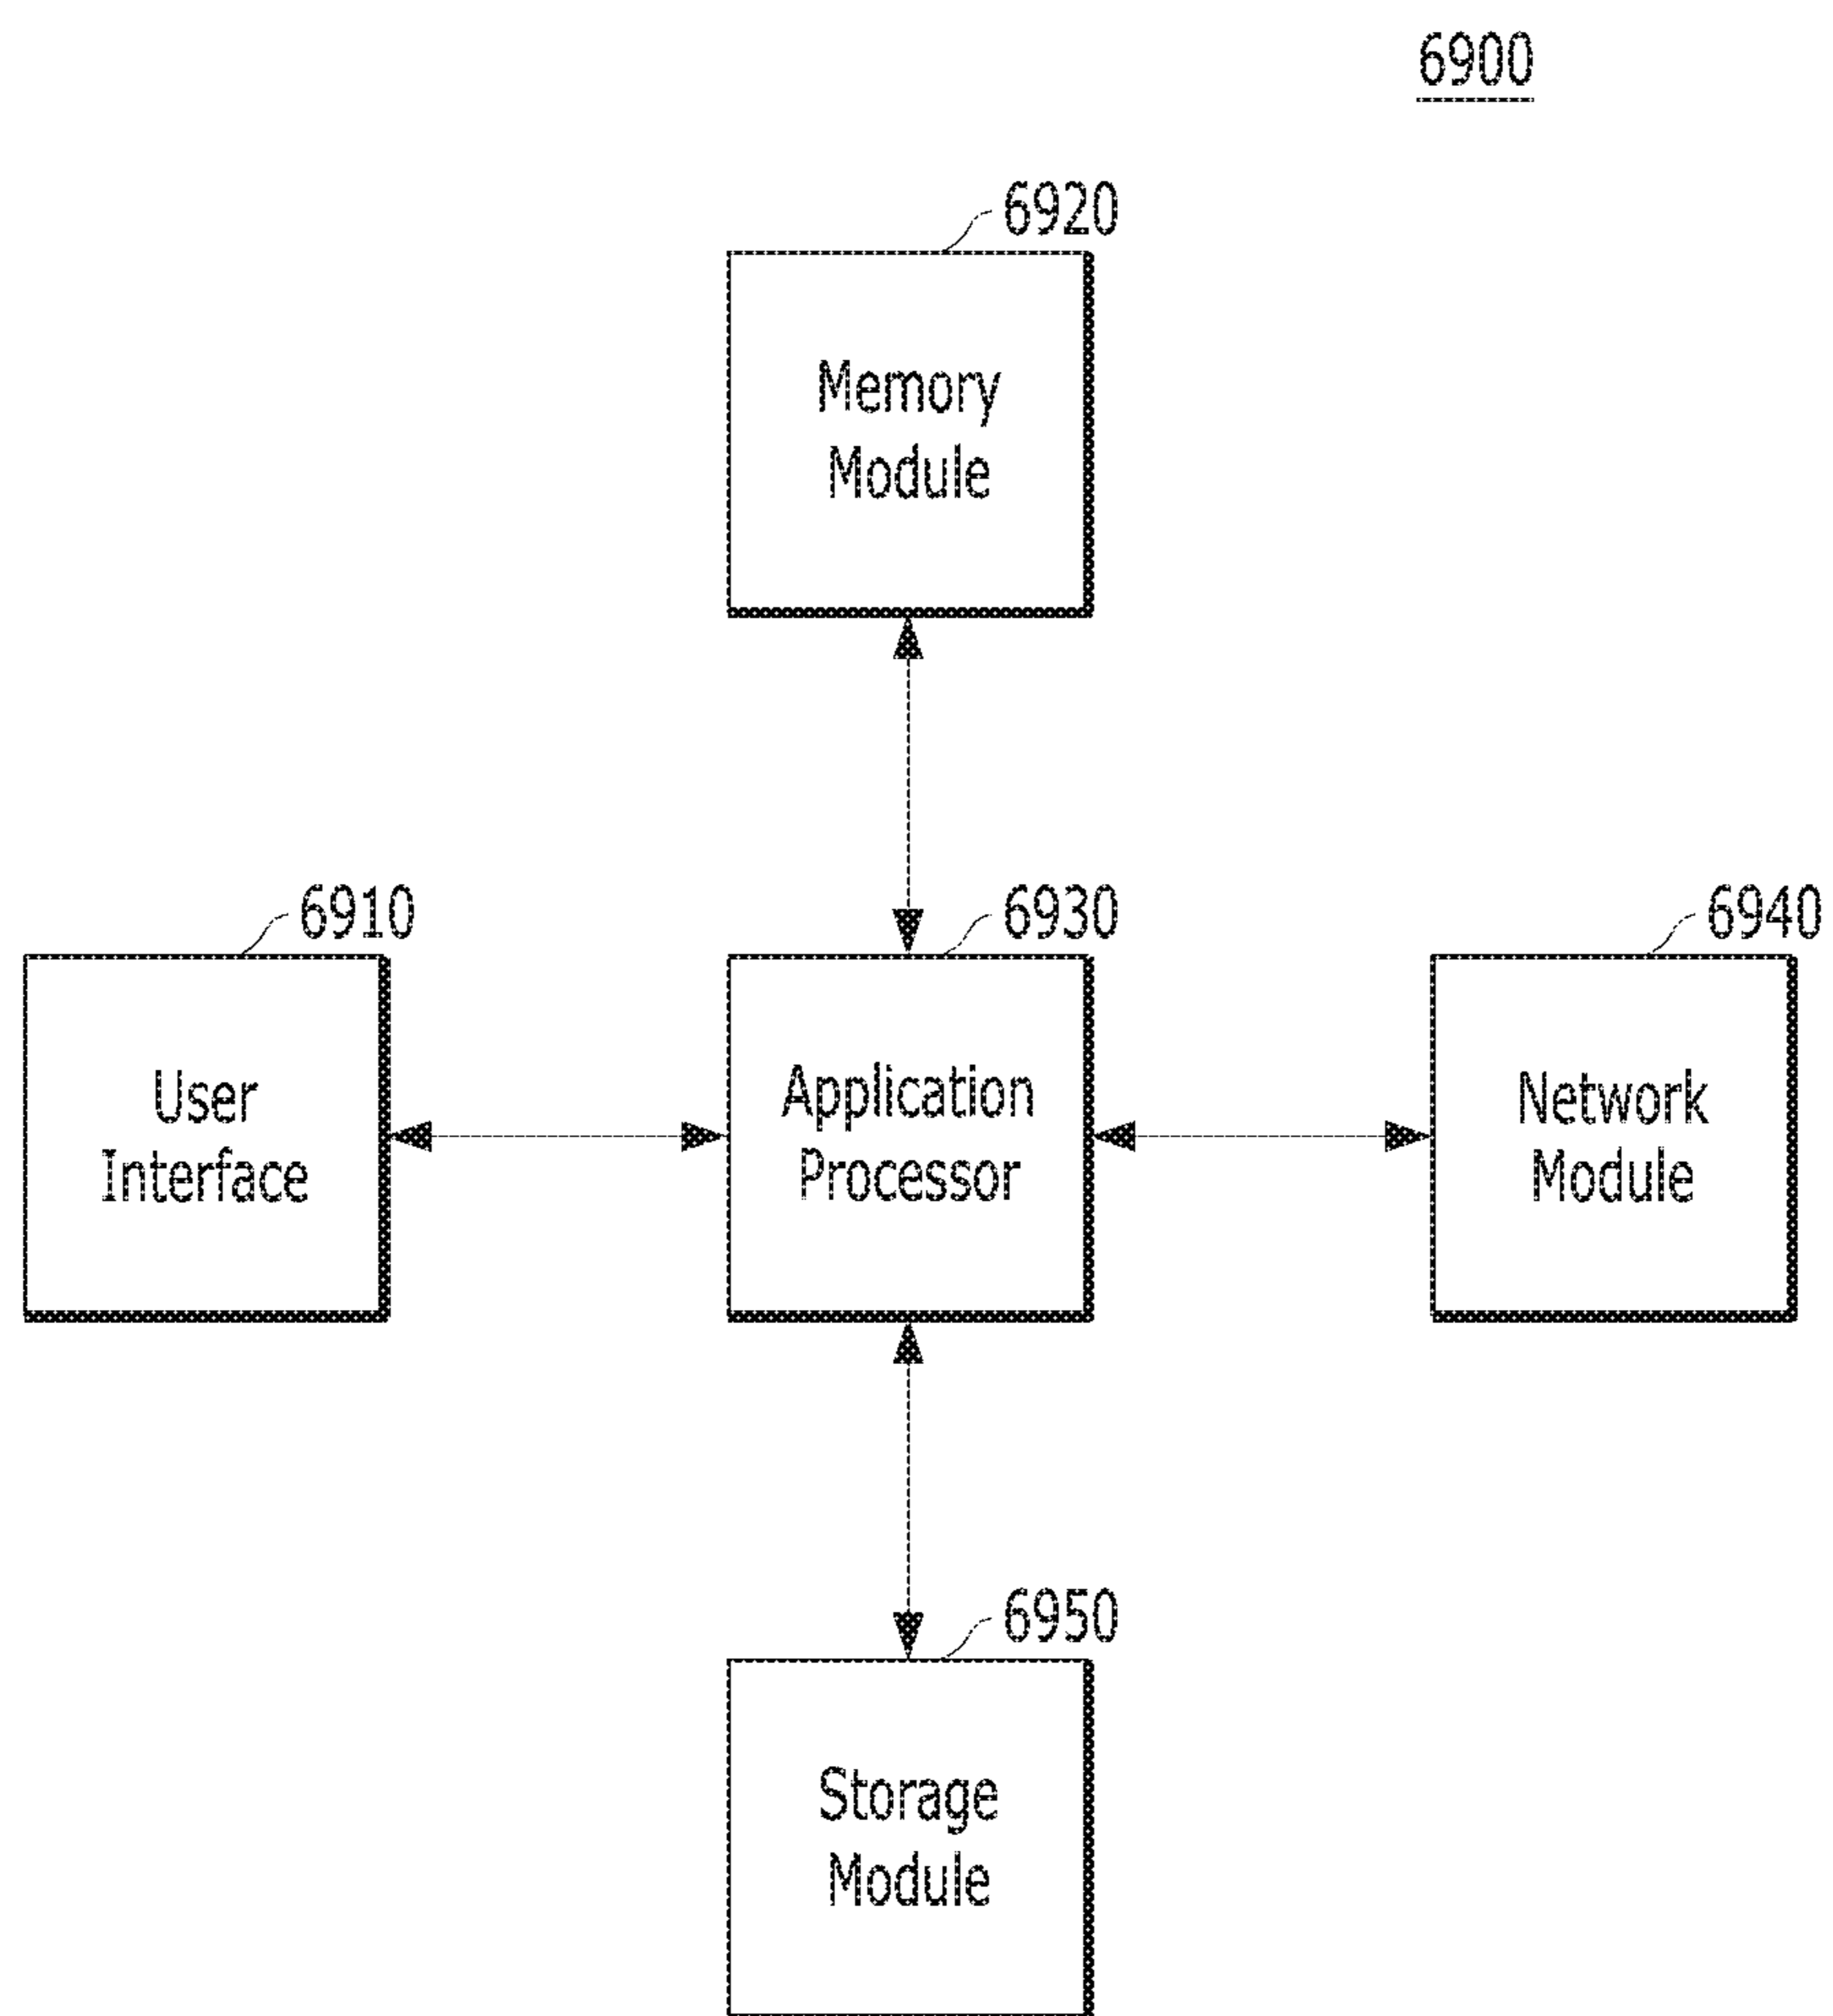 6900
6920
Memory
Module
6910
6930
6940
User
Interface
Application
Processor
Network
Module
6950
Storage
Module